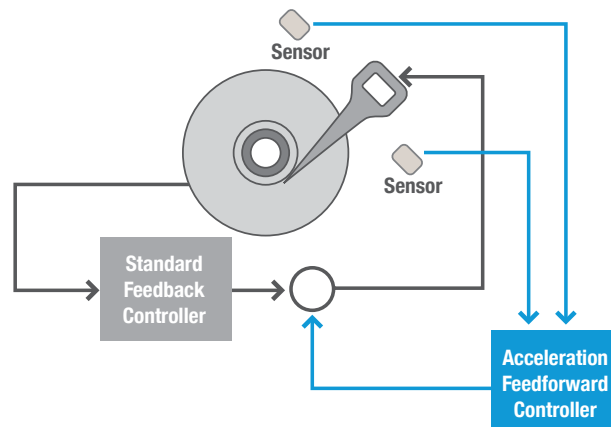 Sensor
Sensor
Standard
Feedback
Controller
Acceleration
Feedforward
Controller